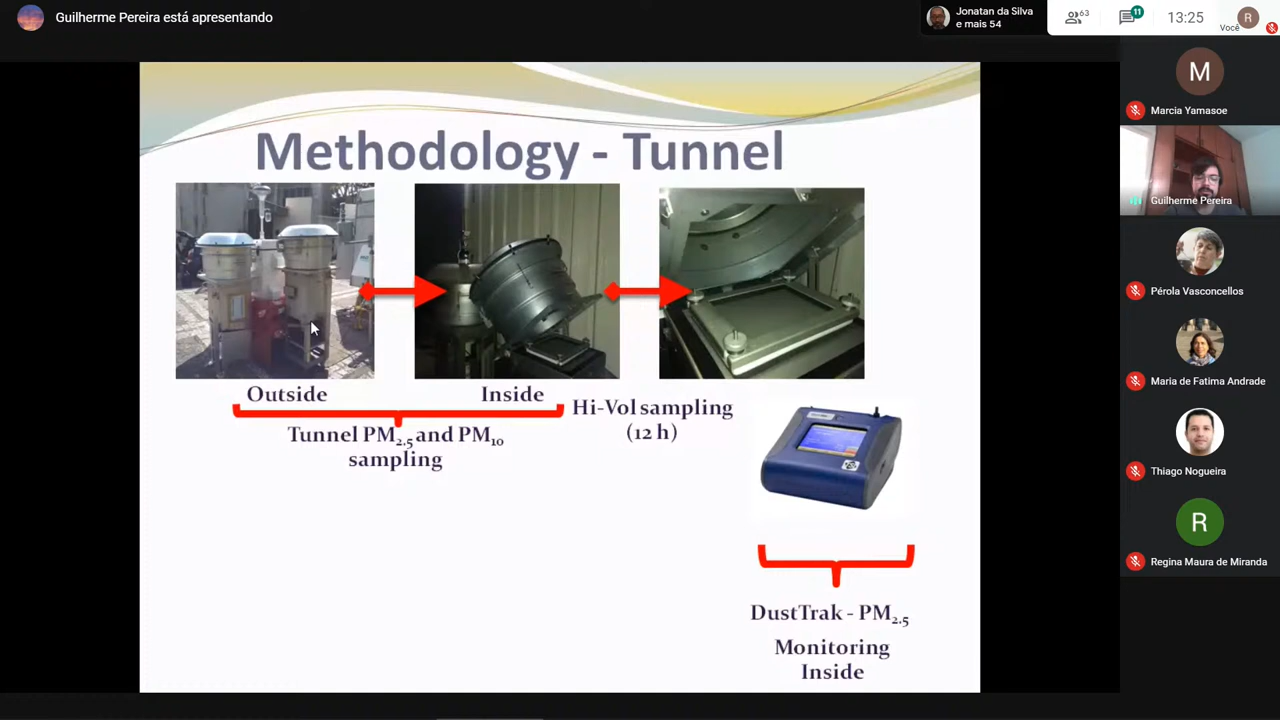 Guilherme Pereira está apresentando
Jonatan da Silva
e mais 54
63
11
13:25
R
Você
Methodology - Tunnel
Outside
Inside
Tunnel PM2.5 and PM10
sampling
Hi-Vol sampling
(12 h)
DustTrak - PM2.5
Monitoring
Inside
M
Marcia Yamasoe
Guilherme Pereira
Pérola Vasconcellos
Maria de Fatima Andrade
Thiago Nogueira
R
Regina Maura de Miranda